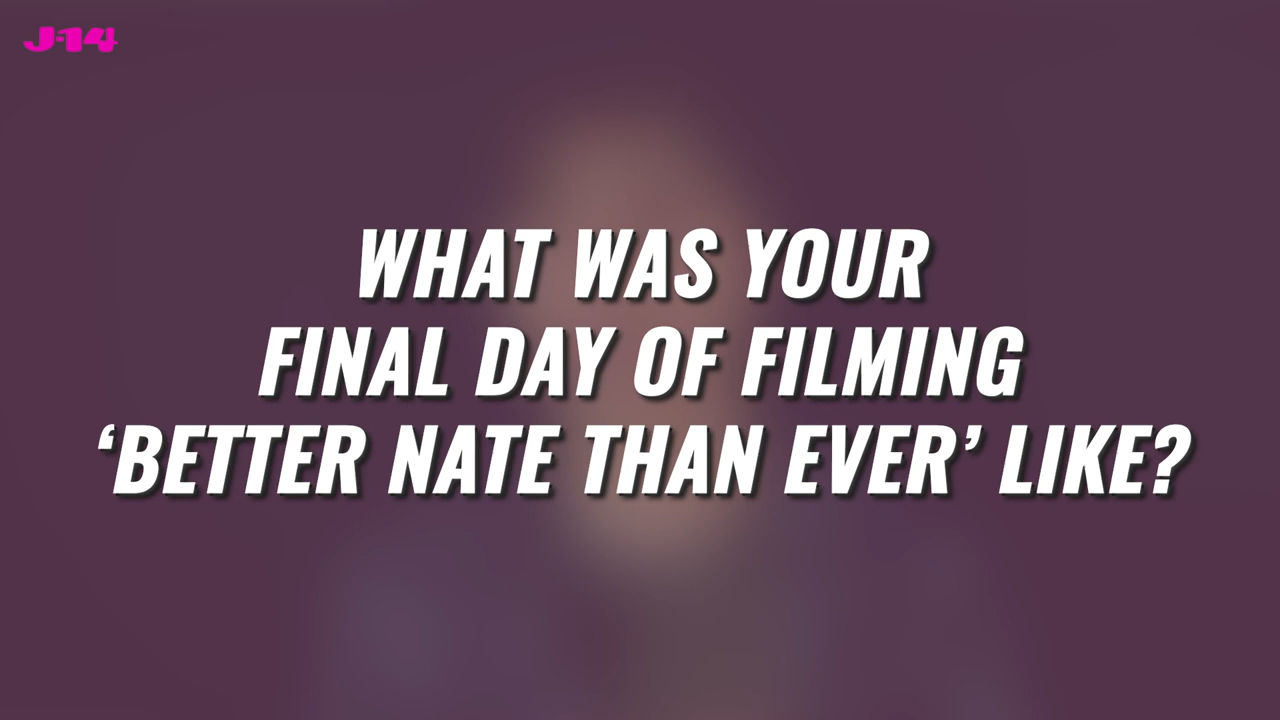 J-14
WHAT WAS YOUR
FINAL DAY OF FILMING
‘BETTER NATE THAN EVER’ LIKE?